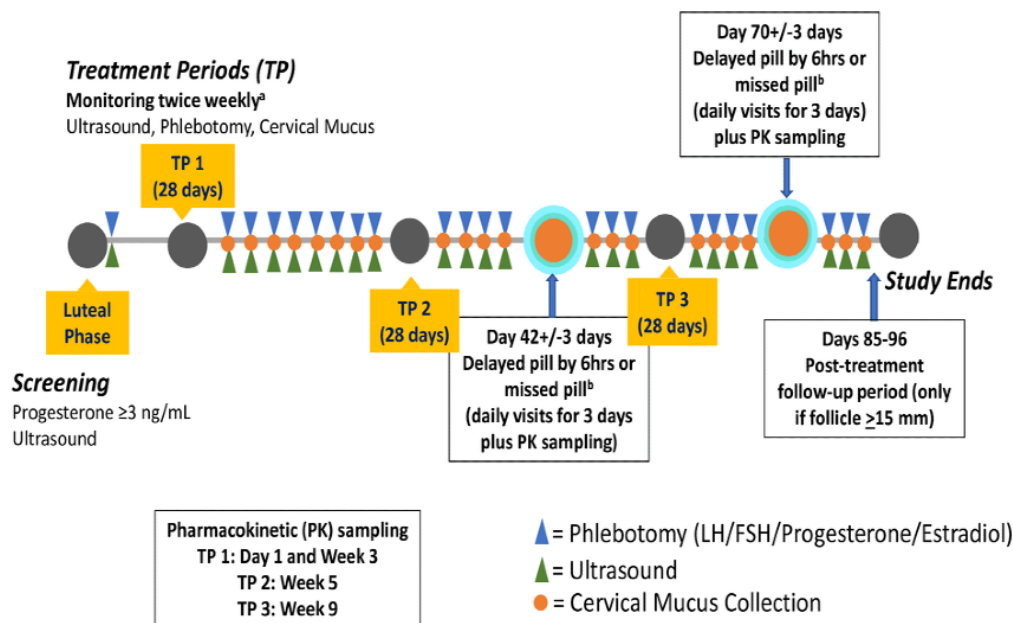 Treatment Periods (TP)
Monitoring twice weeklyᵃ
Ultrasound, Phlebotomy, Cervical Mucus
TP 1
(28 days)
Day 70+/-3 days
Delayed pill by 6hrs or
missed pillᵇ
(daily visits for 3 days)
plus PK sampling
Luteal
Phase
TP 2
(28 days)
Day 42+/-3 days
Delayed pill by 6hrs or
missed pillᵇ
(daily visits for 3 days
plus PK sampling)
TP 3
(28 days)
Study Ends
Days 85-96
Post-treatment
follow-up period (only
if follicle ≥15 mm)
Screening
Progesterone ≥3 ng/mL
Ultrasound
Pharmacokinetic (PK) sampling
TP 1: Day 1 and Week 3
TP 2: Week 5
TP 3: Week 9
= Phlebotomy (LH/FSH/Progesterone/Estradiol)
= Ultrasound
= Cervical Mucus Collection